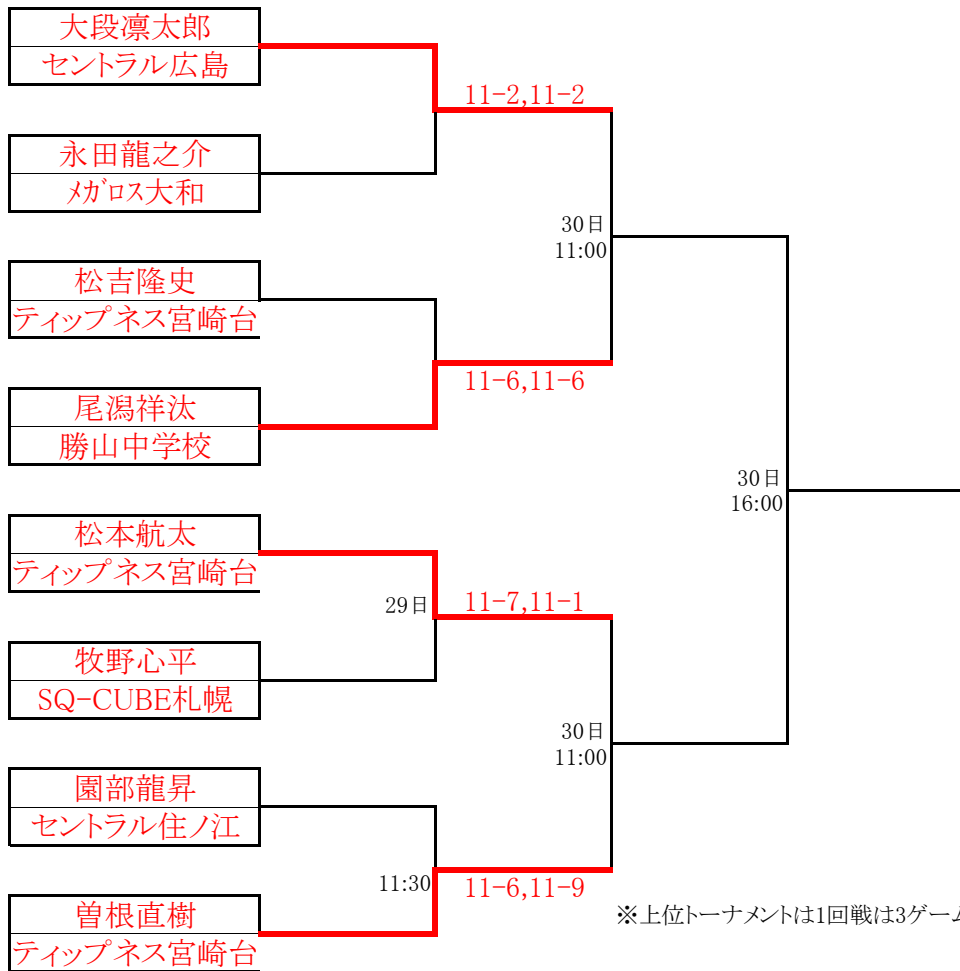 大段凛太郎
セントラル広島
11-2,11-2
永田龍之介
メガロス大和
30日
11:00
松吉隆史
ティップネス宮崎台
11-6,11-6
尾潟祥汰
勝山中学校
30日
16:00
松本航太
ティップネス宮崎台
29日
11-7,11-1
牧野心平
SQ-CUBE札幌
30日
11:00
園部龍昇
セントラル住ノ江
11:30
11-6,11-9
曽根直樹
ティップネス宮崎台
※上位トーナメントは1回戦は3ゲーム